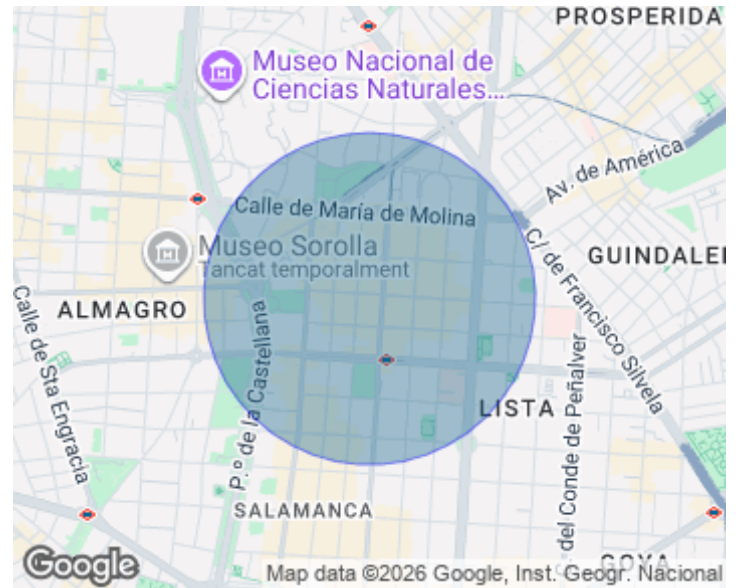 PROSPERIDA
Museo Nacional de
Ciencias Naturales...
Av. de América
Calle de María de Molina
Museo Sorolla
Tancat temporalment
C/ de Francisco Silvela
GUINDALE
ALMAGRO
Calle de Sta Engracia
P.º de la Castellana
LISTA
del Conde de Peñalver
C.
SALAMANCA
GOYA
Google
Map data ©2026 Google, Inst. Geogr. Nacional